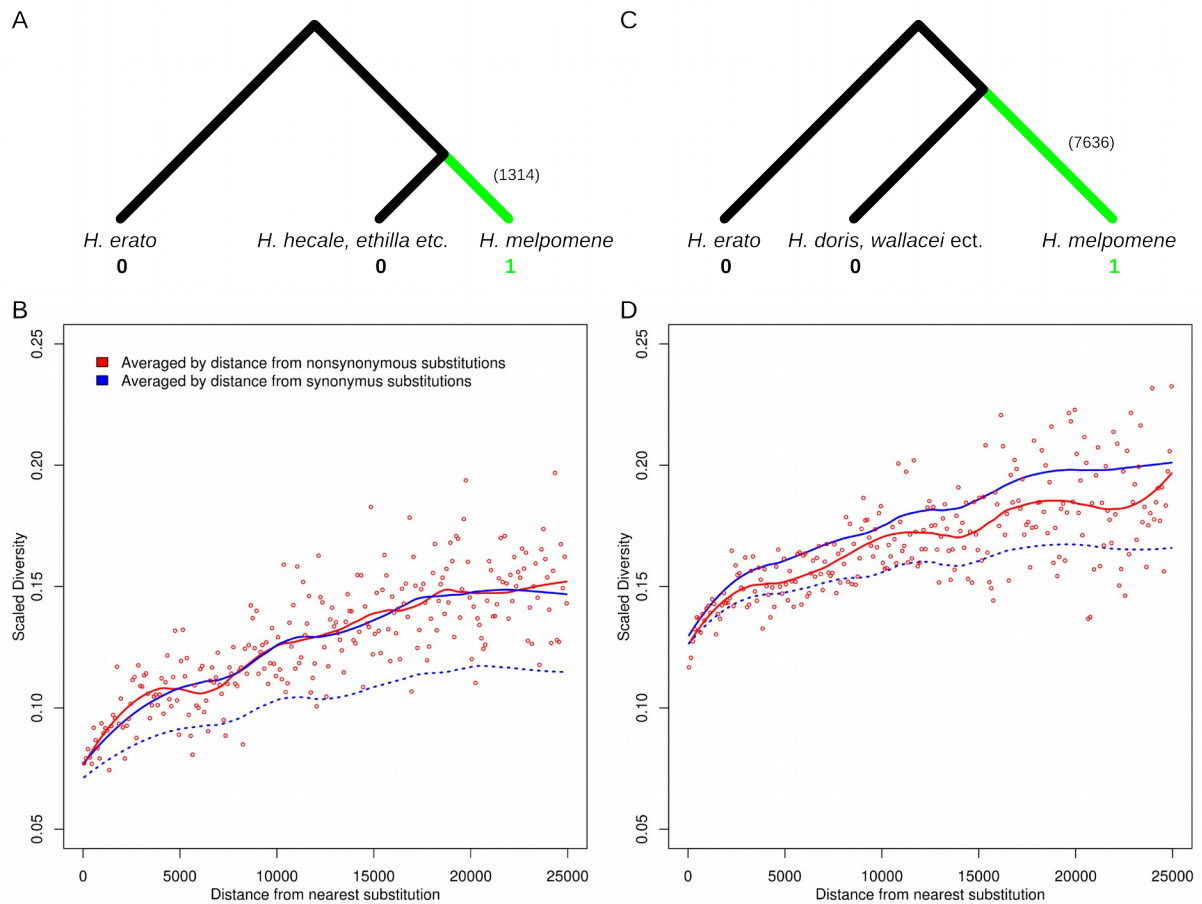 A
(1314)
H. erato
H. hecale, ethilla etc.
H. melpomene
0
0
1
C
(7636)
H. erato
H. doris, wallacei ect.
H. melpomene
0
0
1
B
Averaged by distance from nonsynonymous substitutions
Averaged by distance from synonymus substitutions
Scaled Diversity
0.25
0.20
0.15
0.10
0.05
0 5000 10000 15000 20000 25000
Distance from nearest substitution
D
Scaled Diversity
0.25
0.20
0.15
0.10
0.05
0 5000 10000 15000 20000 25000
Distance from nearest substitution